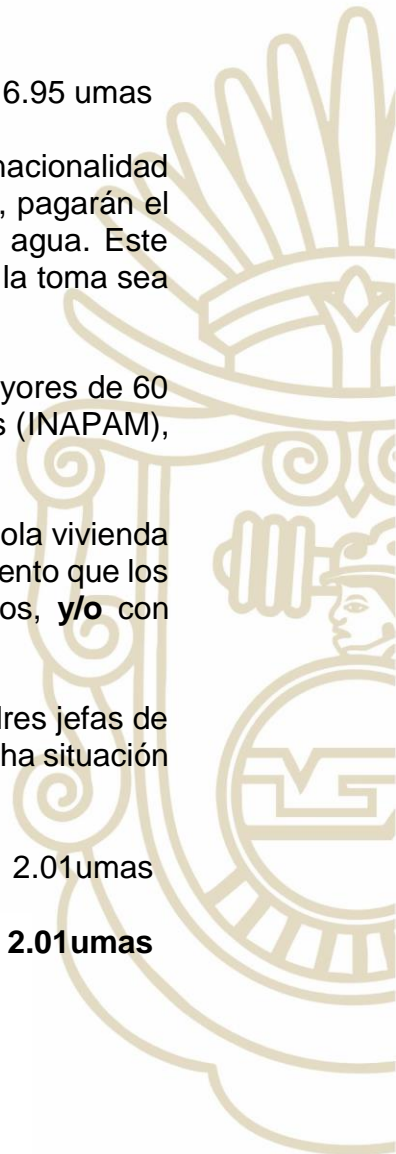 6.95 umas
nacionalidad
, pagarán el
agua. Este
la toma sea
yores de 60
s (INAPAM),
ola vivienda
ento que los
os, y/o con
dres jefas de
ha situación
2.01umas
2.01umas